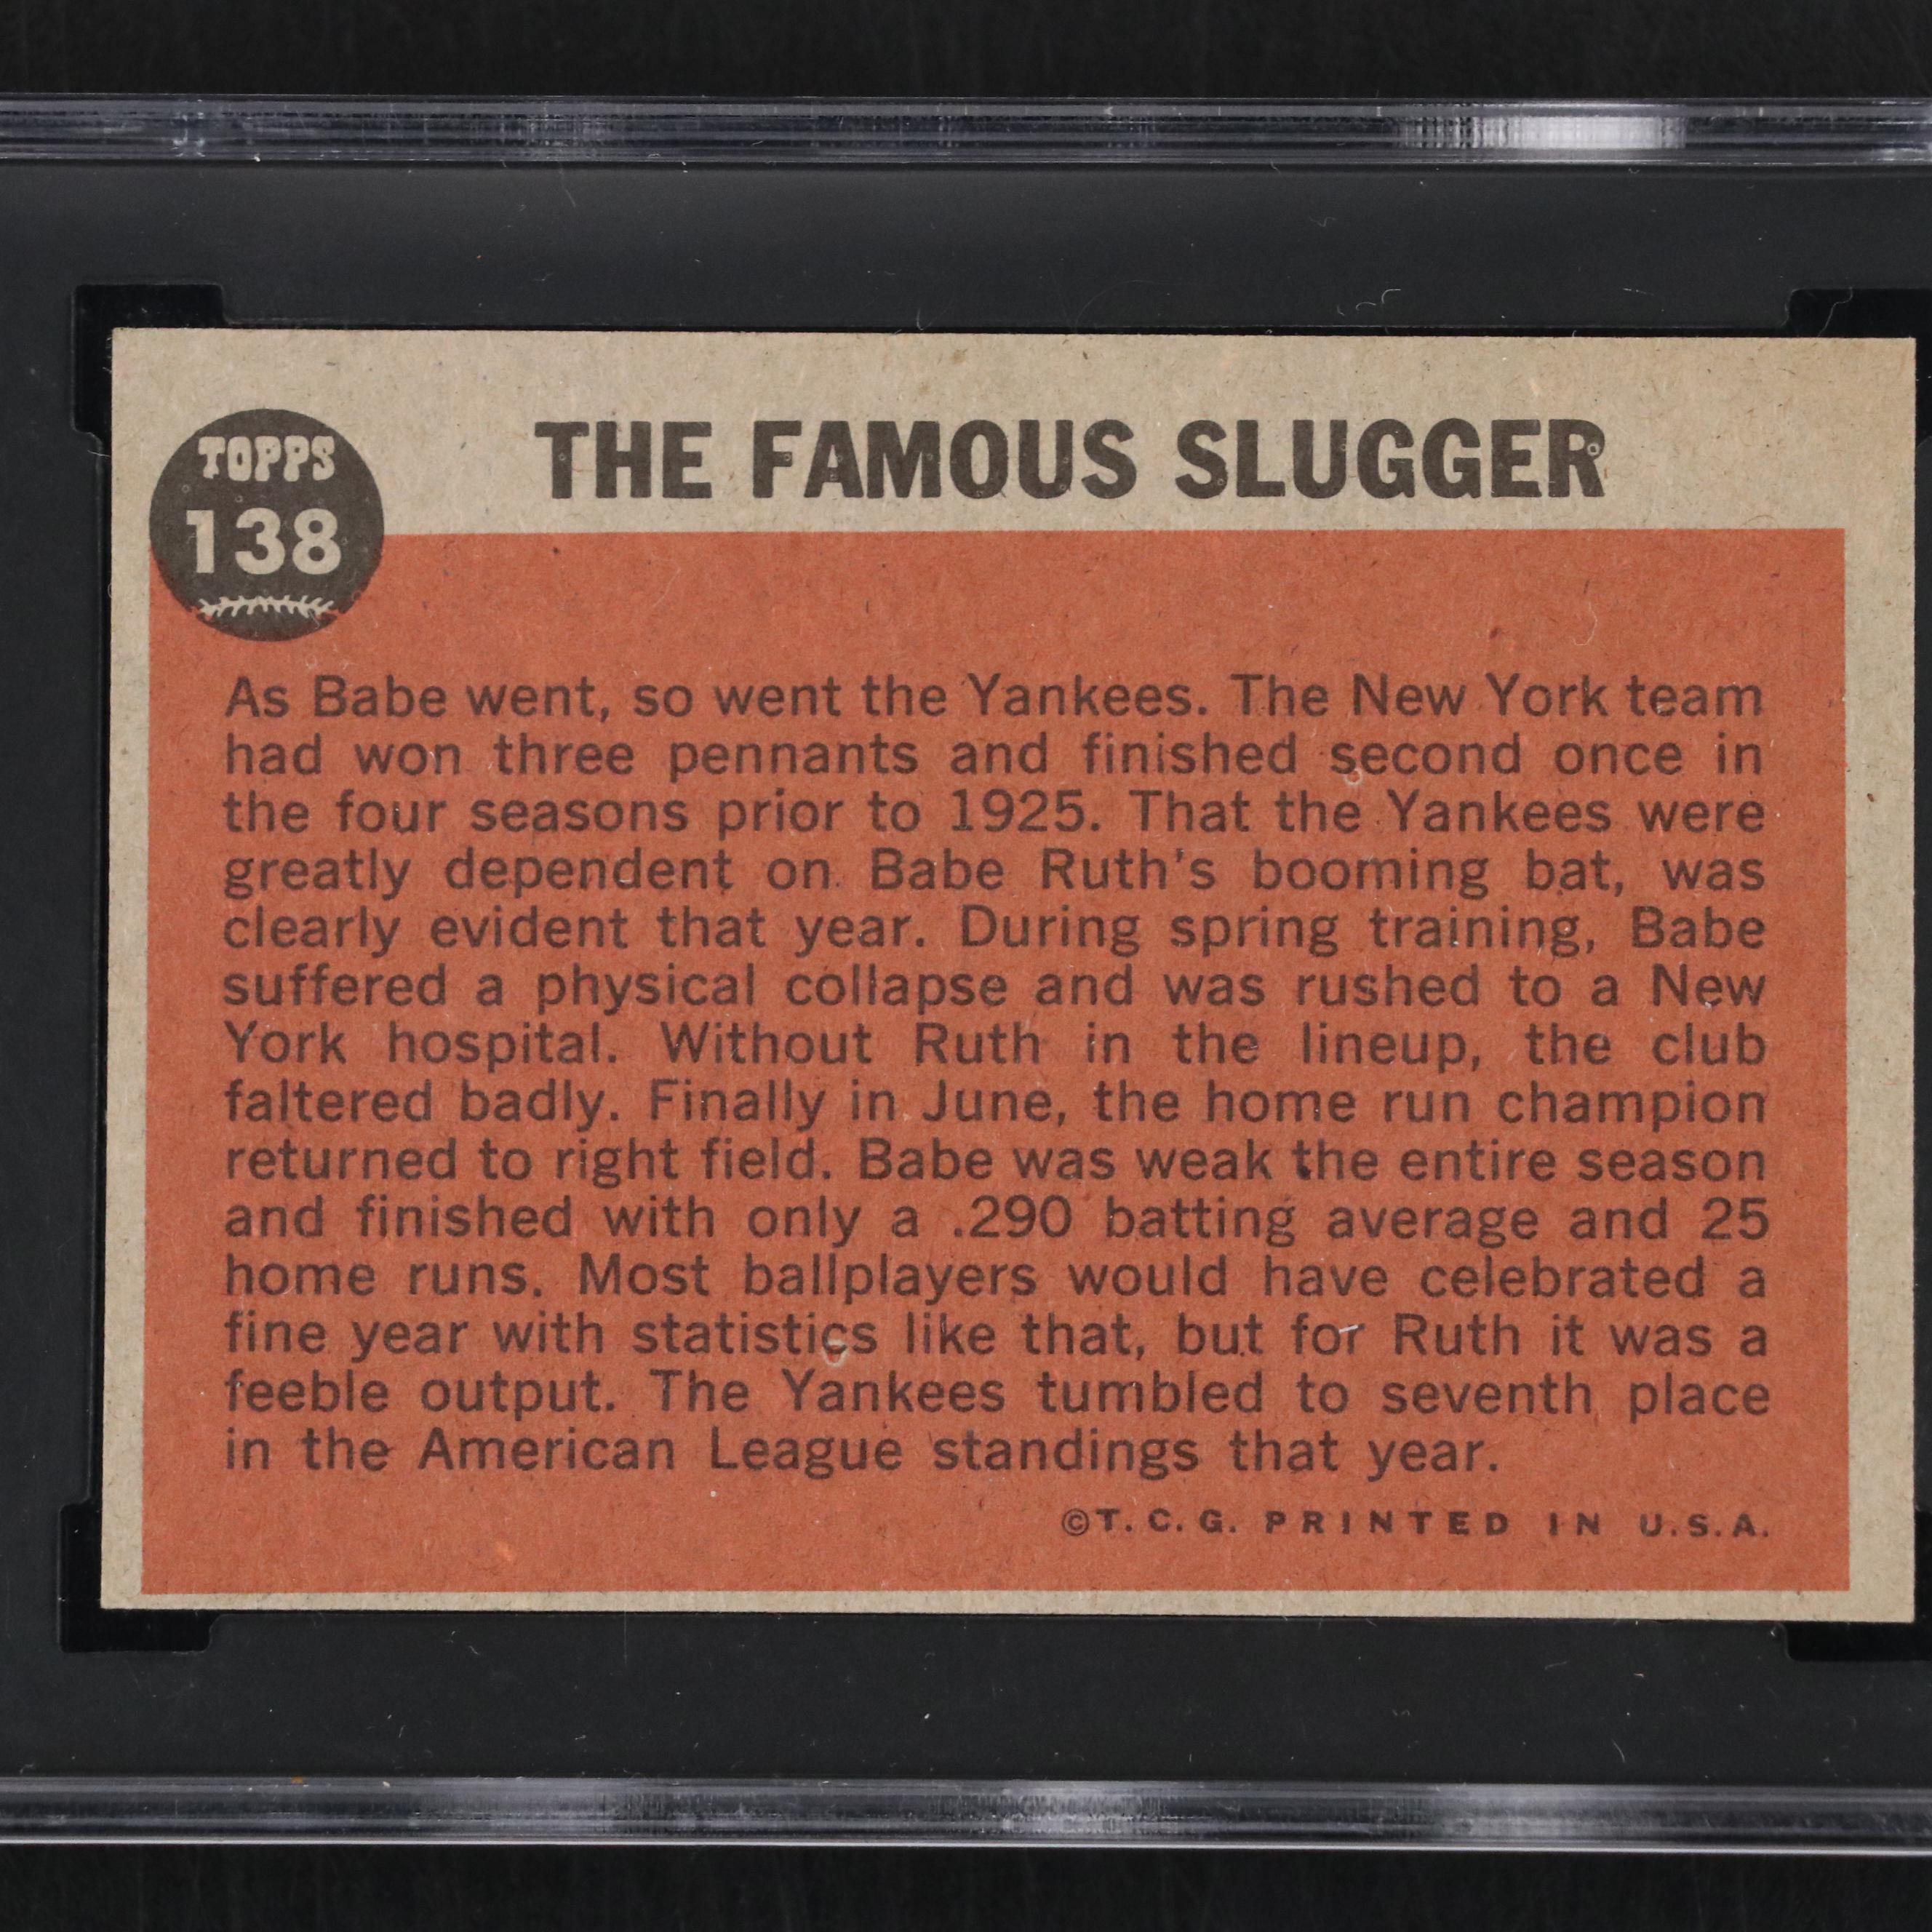 TOPPS
138
THE FAMOUS SLUGGER
As Babe went, so went the Yankees. The New York team
had won three pennants and finished second once in
the four seasons prior to 1925. That the Yankees were
greatly dependent on Babe Ruth's booming bat, was
clearly evident that year. During spring training, Babe
suffered a physical collapse and was rushed to a New
York hospital. Without Ruth in the lineup, the club
faltered badly. Finally in June, the home run champion
returned to right field. Babe was weak the entire season
and finished with only a .290 batting average and 25
home runs. Most ballplayers would have celebrated a
fine year with statistics like that, but for Ruth it was a
feeble output. The Yankees tumbled to seventh place
in the American League standings that year.
©T. C. G. PRINTED IN U.S.A.